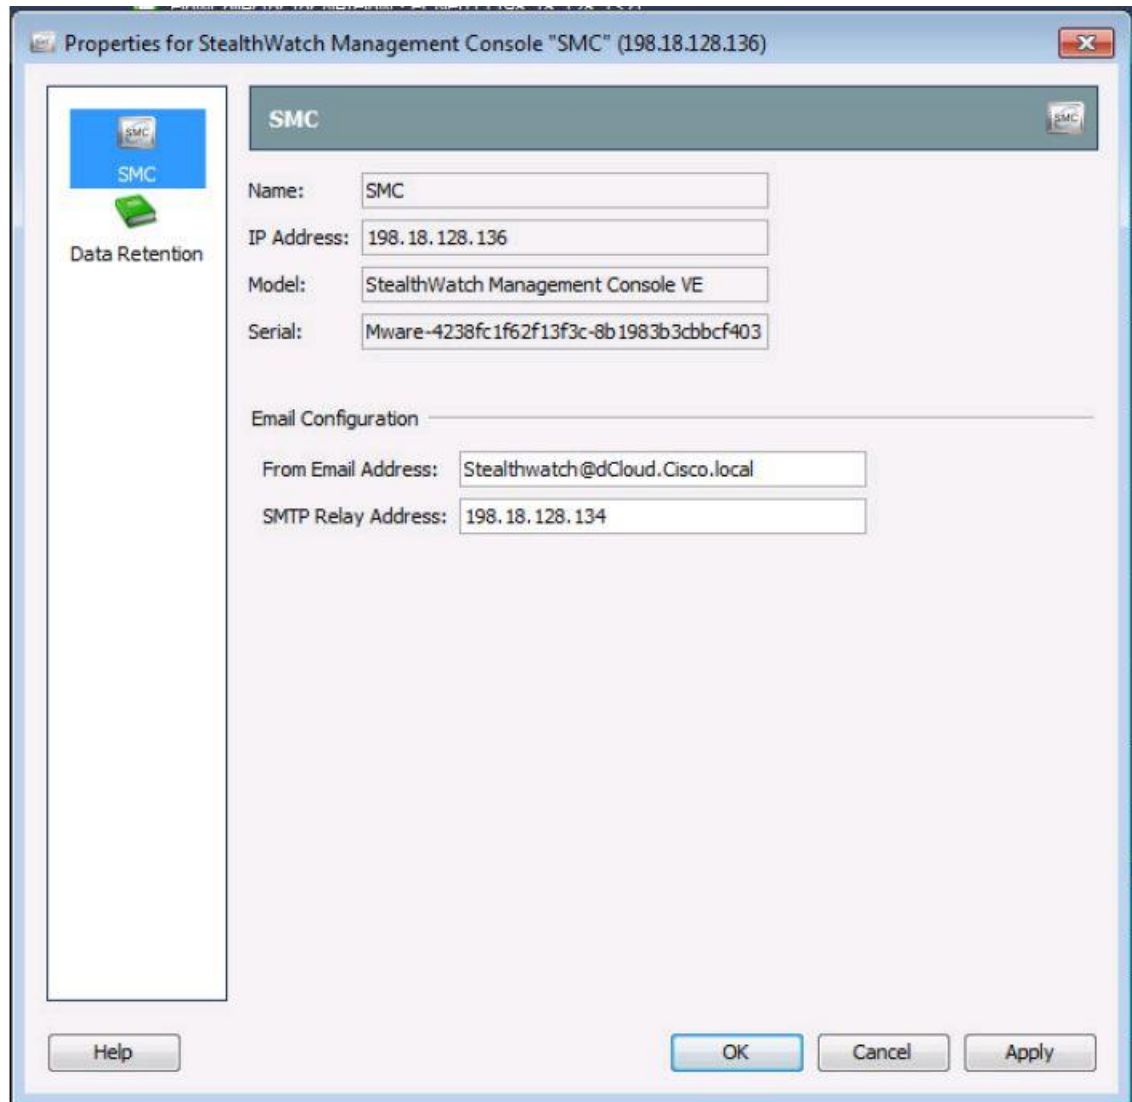 Properties for StealthWatch Management Console "SMC" (198.18.128.136)
SMC
SMC
SMC
Data Retention
SMC
Name: SMC
IP Address: 198.18.128.136
Model: StealthWatch Management Console VE
Serial: Mware-4238fc1f62f13f3c-8b1983b3cbbcf403
Email Configuration
From Email Address: Stealthwatch@dCloud.Cisco.local
SMTP Relay Address: 198.18.128.134
Help
OK
Cancel
Apply